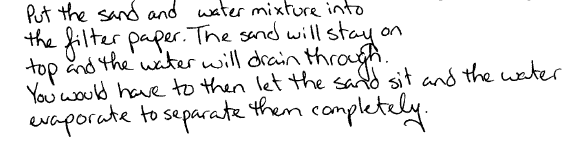 Put the sand and water mixture into
the filter paper. The sand will stay on
top and the water will drain through.
You would have to then let the sand sit and the water
evaporate to separate them completely.